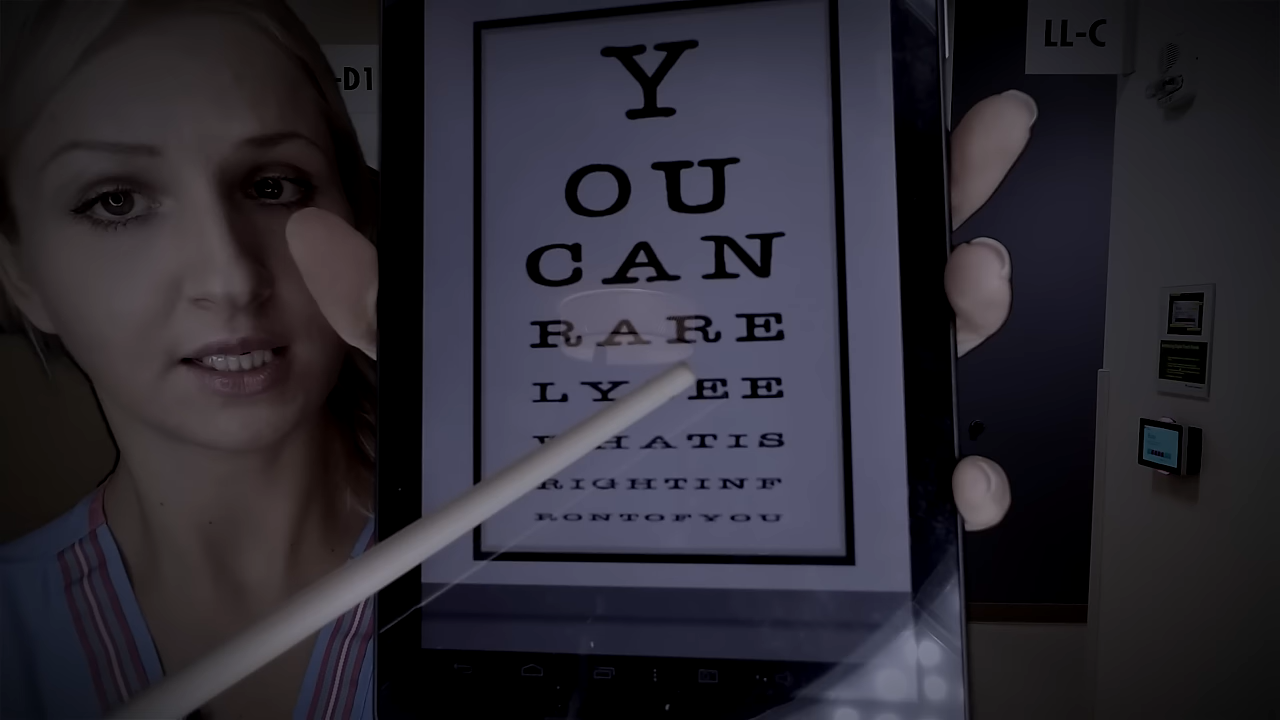 -D1
LL-C
Y
OU
CAN
RARE
LY EE
HATIS
RIGHTINF
RONTOFYOU